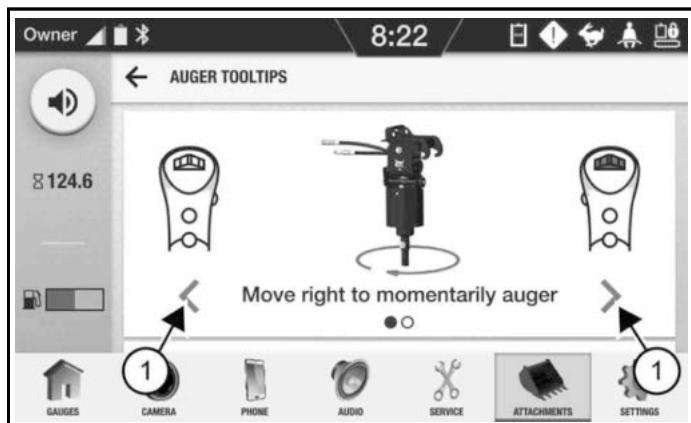 Owner 8:22
AUGER TOOLTIPS
124.6
Move right to momentarily auger
1 1
GAUGES CAMERA PHONE AUDIO SERVICE ATTACHMENTS SETTINGS